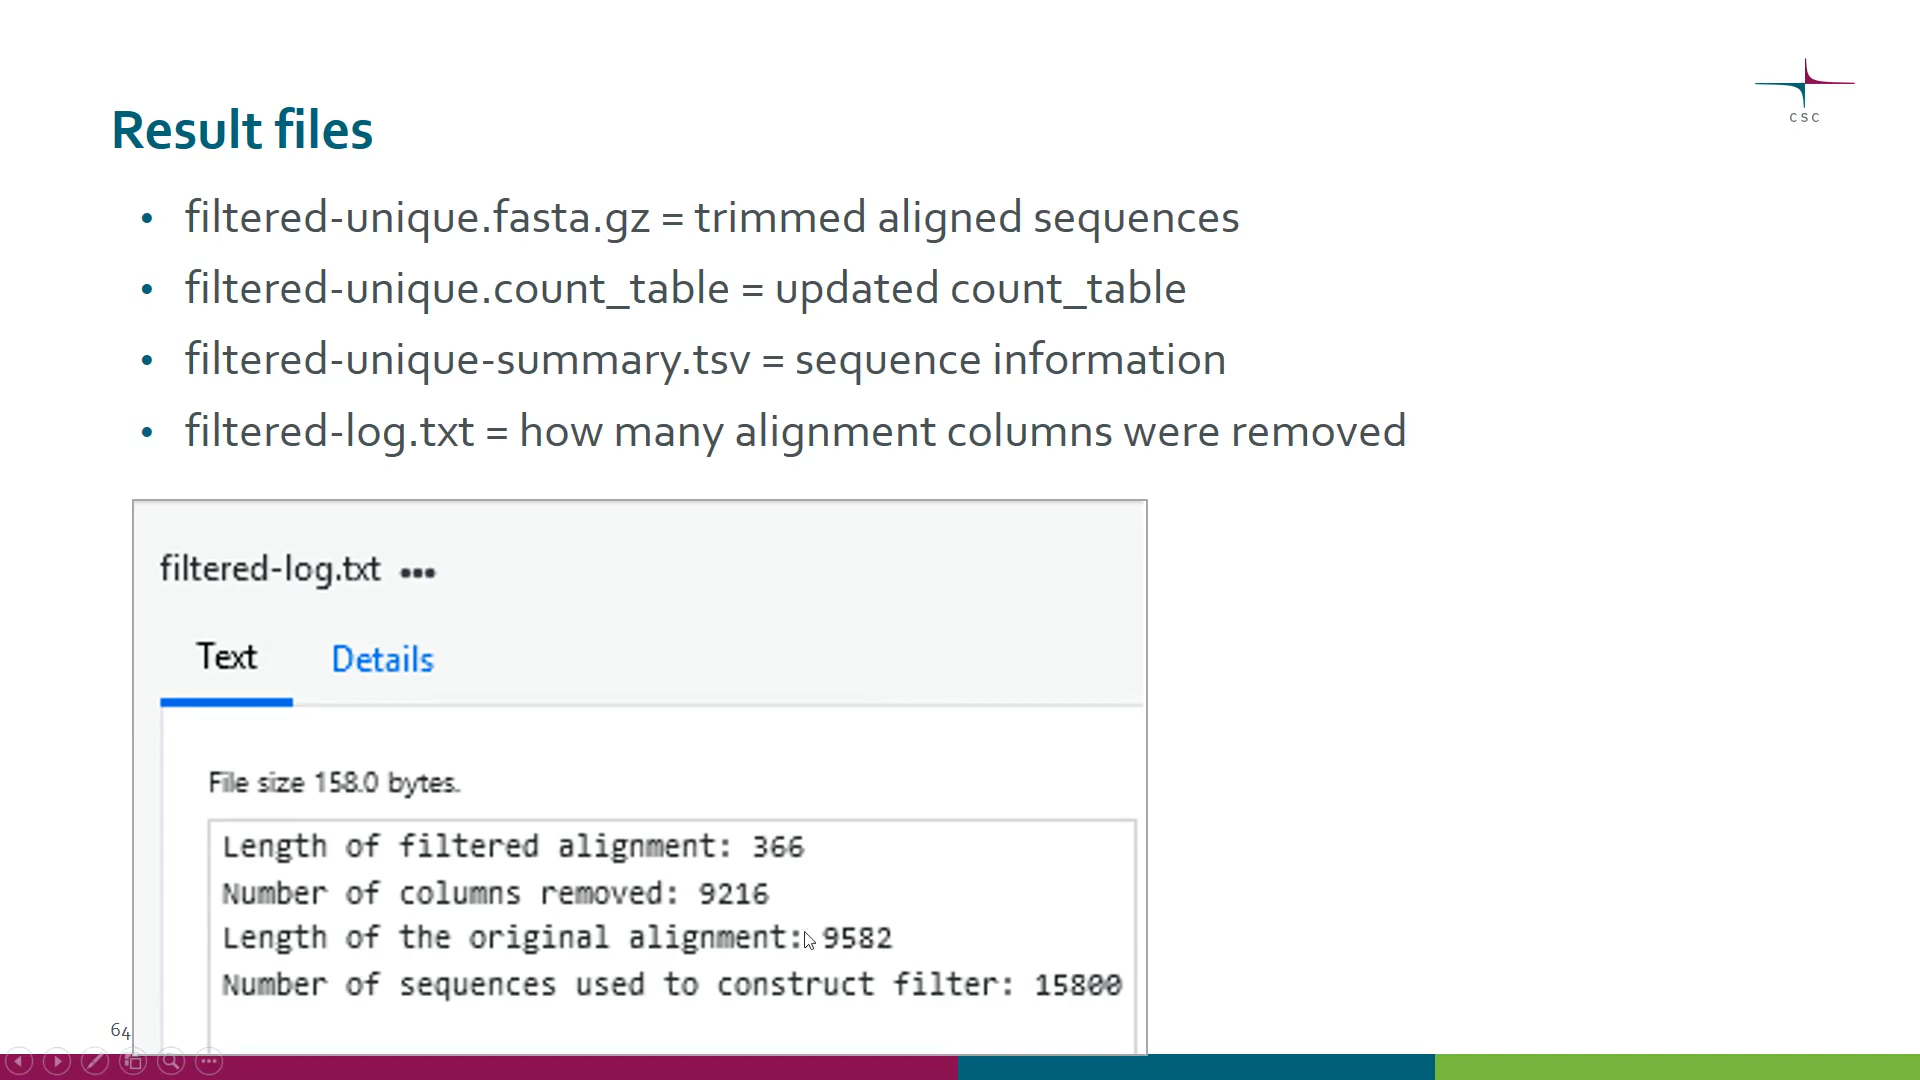 CSC
Result files
• filtered-unique.fasta.gz = trimmed aligned sequences
• filtered-unique.count_table = updated count_table
• filtered-unique-summary.tsv = sequence information
• filtered-log.txt = how many alignment columns were removed
filtered-log.txt •••
Text Details
File size 158.0 bytes.
Length of filtered alignment: 366
Number of columns removed: 9216
Length of the original alignment: 9582
Number of sequences used to construct filter: 15800
64